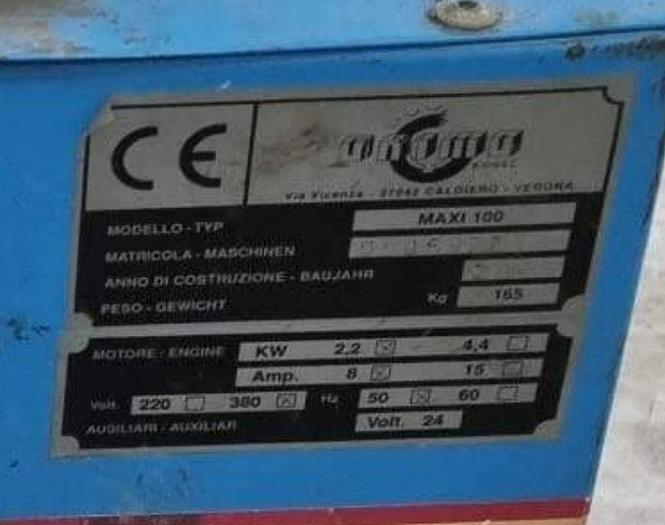 CE
Via Vicenza - 37042 CALDIERO - VERONA
MODELLO - TYP MAXI 100
MATRICOLA - MASCHINEN
ANNO DI COSTRUZIONE - BAUJAHR
PESO - GEWICHT Kg 165
MOTORE / ENGINE KW 2,2 ☒ 4,4 ☐
Amp. 8 ☒ 15 ☐
Volt. 220 ☐ 380 ☒ Hz 50 ☒ 60 ☐
AUSILIARI / AUXILIAR Volt. 24